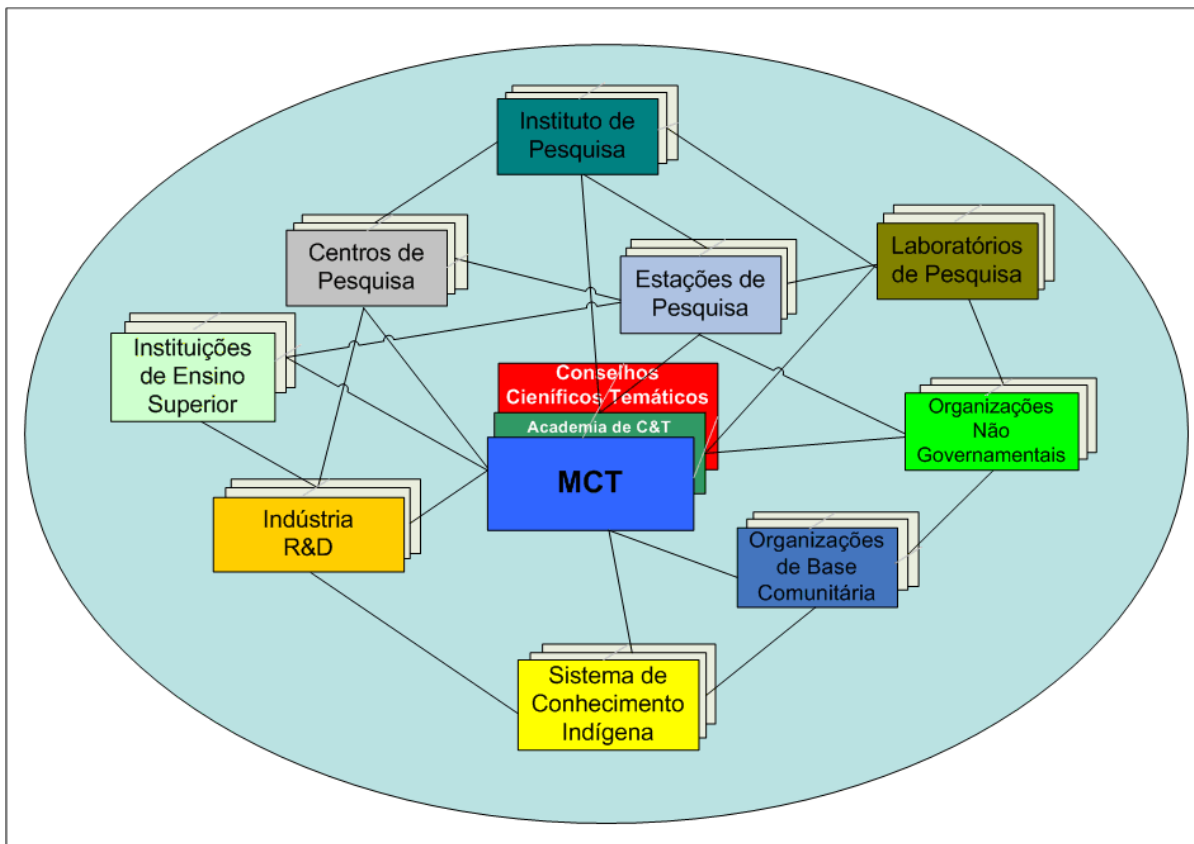 Instituto de
Pesquisa
Centros de
Pesquisa
Estações de
Pesquisa
Laboratórios
de Pesquisa
Instituições
de Ensino
Superior
Conselhos
Cieníficos Temáticos
Academia de C&T
MCT
Organizações
Não
Governamentais
Indústria
R&D
Organizações
de Base
Comunitária
Sistema de
Conhecimento
Indígena